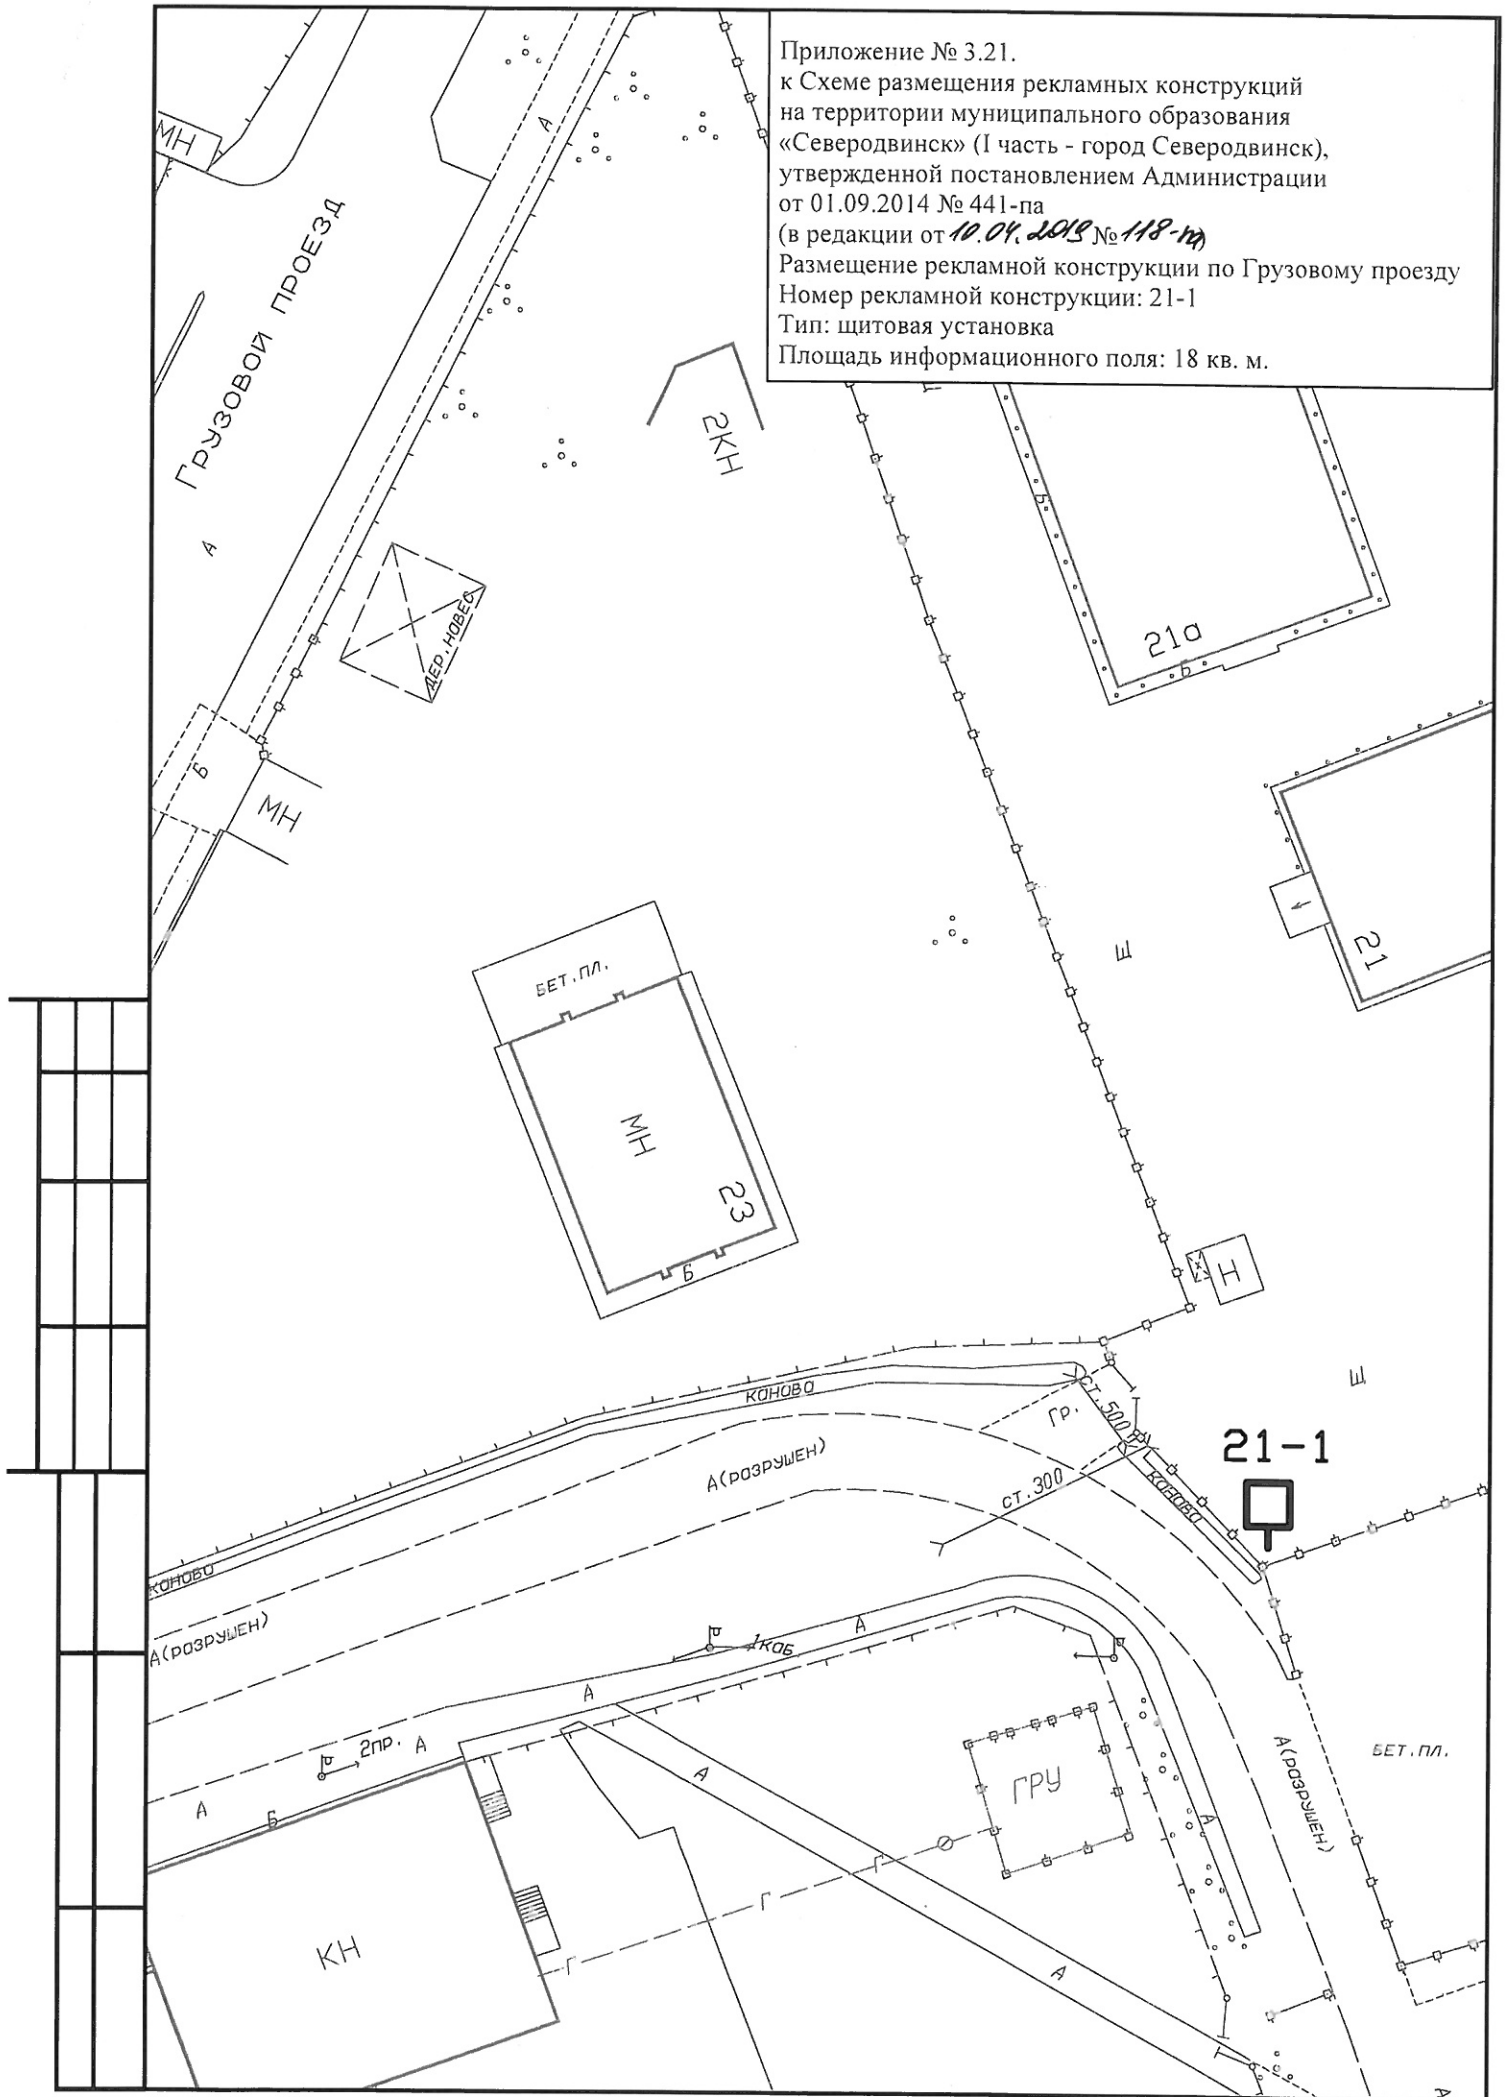 Приложение № 3.21.
к Схеме размещения рекламных конструкций
на территории муниципального образования
«Северодвинск» (I часть - город Северодвинск),
утвержденной постановлением Администрации
от 01.09.2014 № 441-па
(в редакции от 10.04.2019 № 118-па)
Размещение рекламной конструкции по Грузовому проезду
Номер рекламной конструкции: 21-1
Тип: щитовая установка
Площадь информационного поля: 18 кв. м.
МН
А
ГРУЗОВОЙ ПРОЕЗД
2КН
А
Б
ДЕР.НАВЕС
21а
Б
Б
МН
БЕТ.ПЛ.
Щ
21
МН
23
Б
Н
Щ
КАНАВА
СТ.500
ГР.
21-1
А(РАЗРУШЕН)
СТ.300
КАНАВА
КАНАВА
А(РАЗРУШЕН)
1КАБ.
А
А
2ПР.
А
А
Б
А
ГРУ
А
А(РАЗРУШЕН)
БЕТ.ПЛ.
Г
Г
Г
КН
А
А